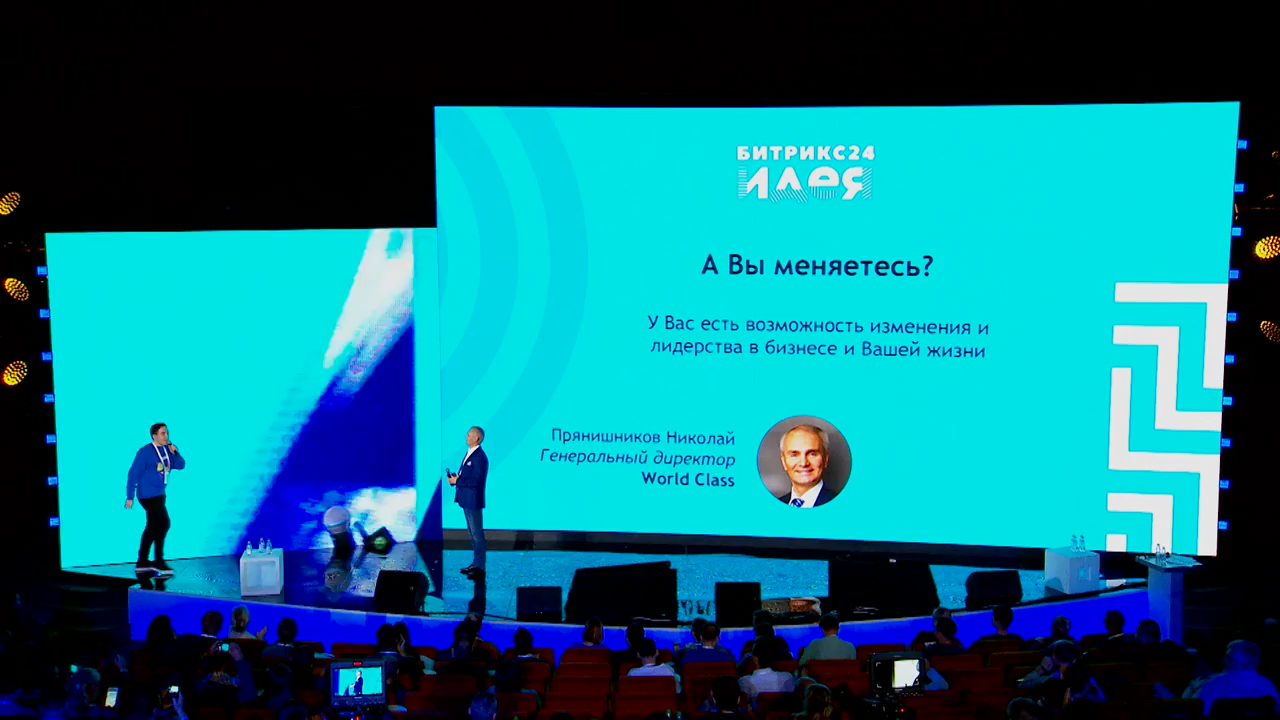 БИТРИКС24
идея
А Вы меняетесь?
У Вас есть возможность изменения и
лидерства в бизнесе и Вашей жизни
Прянишников Николай
Генеральный директор
World Class